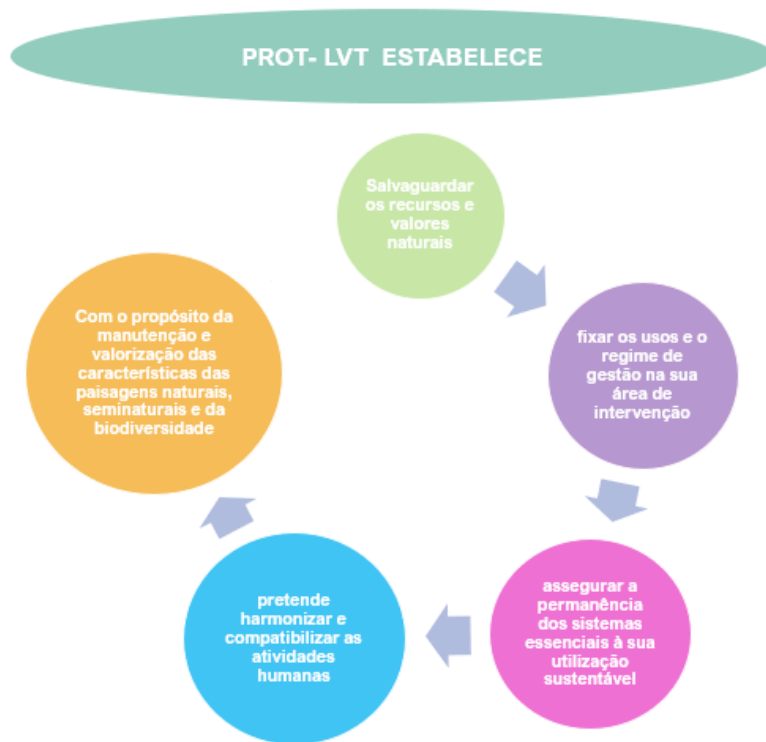 PROT- LVT ESTABELECE
Salvaguardar
os recursos e
valores
naturais
fixar os usos e o
regime de
gestão na sua
área de
intervenção
assegurar a
permanência
dos sistemas
essenciais à sua
utilização
sustentável
pretende
harmonizar e
compatibilizar as
atividades
humanas
Com o propósito da
manutenção e
valorização das
características das
paisagens naturais,
seminaturais e da
biodiversidade